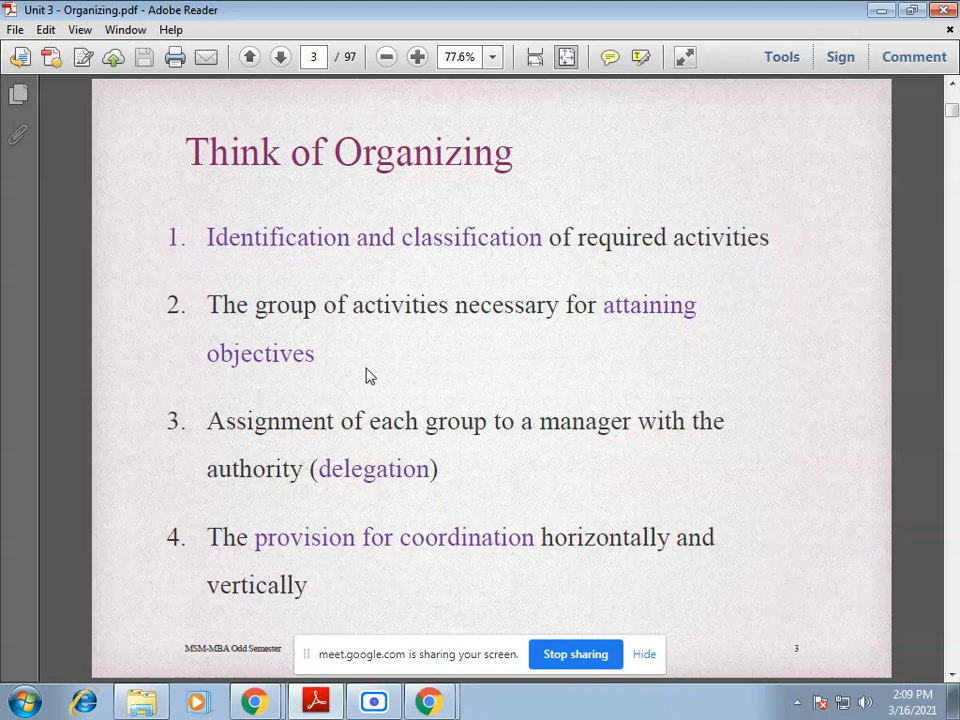 Unit 3 - Organizing.pdf - Adobe Reader
File Edit View Window Help
3 / 97 77.6% Tools Sign Comment
Think of Organizing
1. Identification and classification of required activities
2. The group of activities necessary for attaining
objectives
3. Assignment of each group to a manager with the
authority (delegation)
4. The provision for coordination horizontally and
vertically
MSM-MBA Odd Semester
meet.google.com is sharing your screen. Stop sharing Hide
3
2:09 PM
3/16/2021